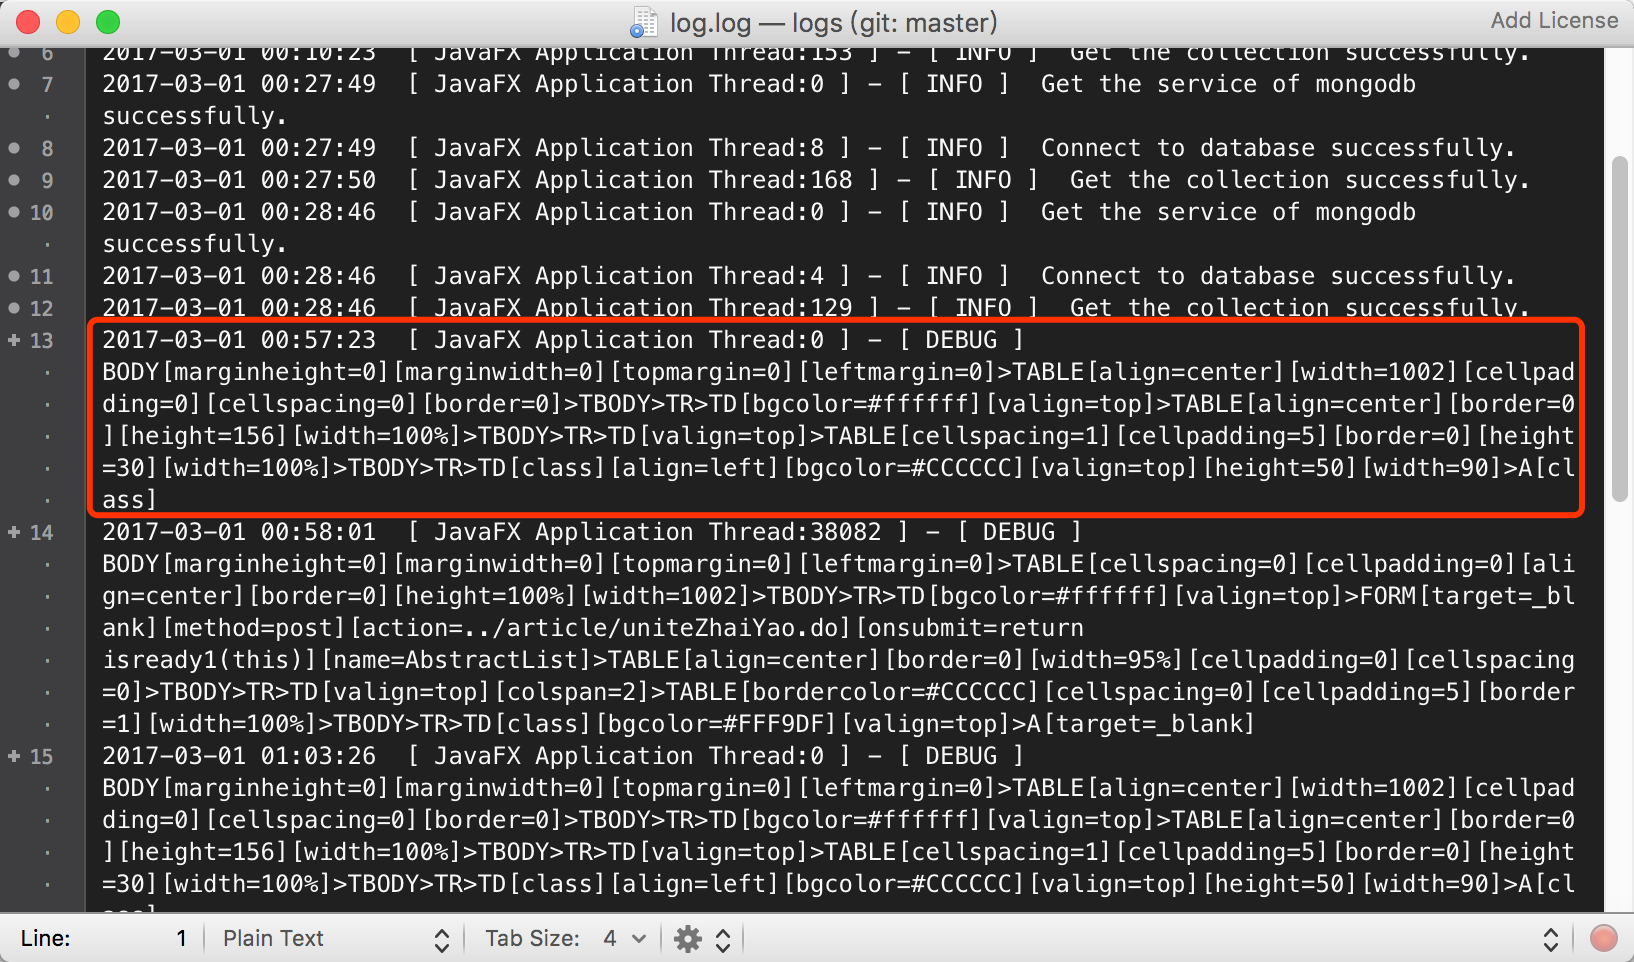 log.log — logs (git: master)
Add License
6 2017-03-01 00:10:23  [ JavaFX Application Thread:153 ] - [ INFO ]  Get the collection successfully.
7 2017-03-01 00:27:49  [ JavaFX Application Thread:0 ] - [ INFO ]  Get the service of mongodb
successfully.
8 2017-03-01 00:27:49  [ JavaFX Application Thread:8 ] - [ INFO ]  Connect to database successfully.
9 2017-03-01 00:27:50  [ JavaFX Application Thread:168 ] - [ INFO ]  Get the collection successfully.
10 2017-03-01 00:28:46  [ JavaFX Application Thread:0 ] - [ INFO ]  Get the service of mongodb
successfully.
11 2017-03-01 00:28:46  [ JavaFX Application Thread:4 ] - [ INFO ]  Connect to database successfully.
12 2017-03-01 00:28:46  [ JavaFX Application Thread:129 ] - [ INFO ]  Get the collection successfully.
13 2017-03-01 00:57:23  [ JavaFX Application Thread:0 ] - [ DEBUG ]
BODY[marginheight=0][marginwidth=0][topmargin=0][leftmargin=0]>TABLE[align=center][width=1002][cellpad
ding=0][cellspacing=0][border=0]>TBODY>TR>TD[bgcolor=#ffffff][valign=top]>TABLE[align=center][border=0
][height=156][width=100%]>TBODY>TR>TD[valign=top]>TABLE[cellspacing=1][cellpadding=5][border=0][height
=30][width=100%]>TBODY>TR>TD[class][align=left][bgcolor=#CCCCCC][valign=top][height=50][width=90]>A[cl
ass]
14 2017-03-01 00:58:01  [ JavaFX Application Thread:38082 ] - [ DEBUG ]
BODY[marginheight=0][marginwidth=0][topmargin=0][leftmargin=0]>TABLE[cellspacing=0][cellpadding=0][ali
gn=center][border=0][height=100%][width=1002]>TBODY>TR>TD[bgcolor=#ffffff][valign=top]>FORM[target=_bl
ank][method=post][action=../article/uniteZhaiYao.do][onsubmit=return
isready1(this)][name=AbstractList]>TABLE[align=center][border=0][width=95%][cellpadding=0][cellspacing
=0]>TBODY>TR>TD[valign=top][colspan=2]>TABLE[bordercolor=#CCCCCC][cellspacing=0][cellpadding=5][border
=1][width=100%]>TBODY>TR>TD[class][bgcolor=#FFF9DF][valign=top]>A[target=_blank]
15 2017-03-01 01:03:26  [ JavaFX Application Thread:0 ] - [ DEBUG ]
BODY[marginheight=0][marginwidth=0][topmargin=0][leftmargin=0]>TABLE[align=center][width=1002][cellpad
ding=0][cellspacing=0][border=0]>TBODY>TR>TD[bgcolor=#ffffff][valign=top]>TABLE[align=center][border=0
][height=156][width=100%]>TBODY>TR>TD[valign=top]>TABLE[cellspacing=1][cellpadding=5][border=0][height
=30][width=100%]>TBODY>TR>TD[class][align=left][bgcolor=#CCCCCC][valign=top][height=50][width=90]>A[cl
Line: 1 Plain Text Tab Size: 4